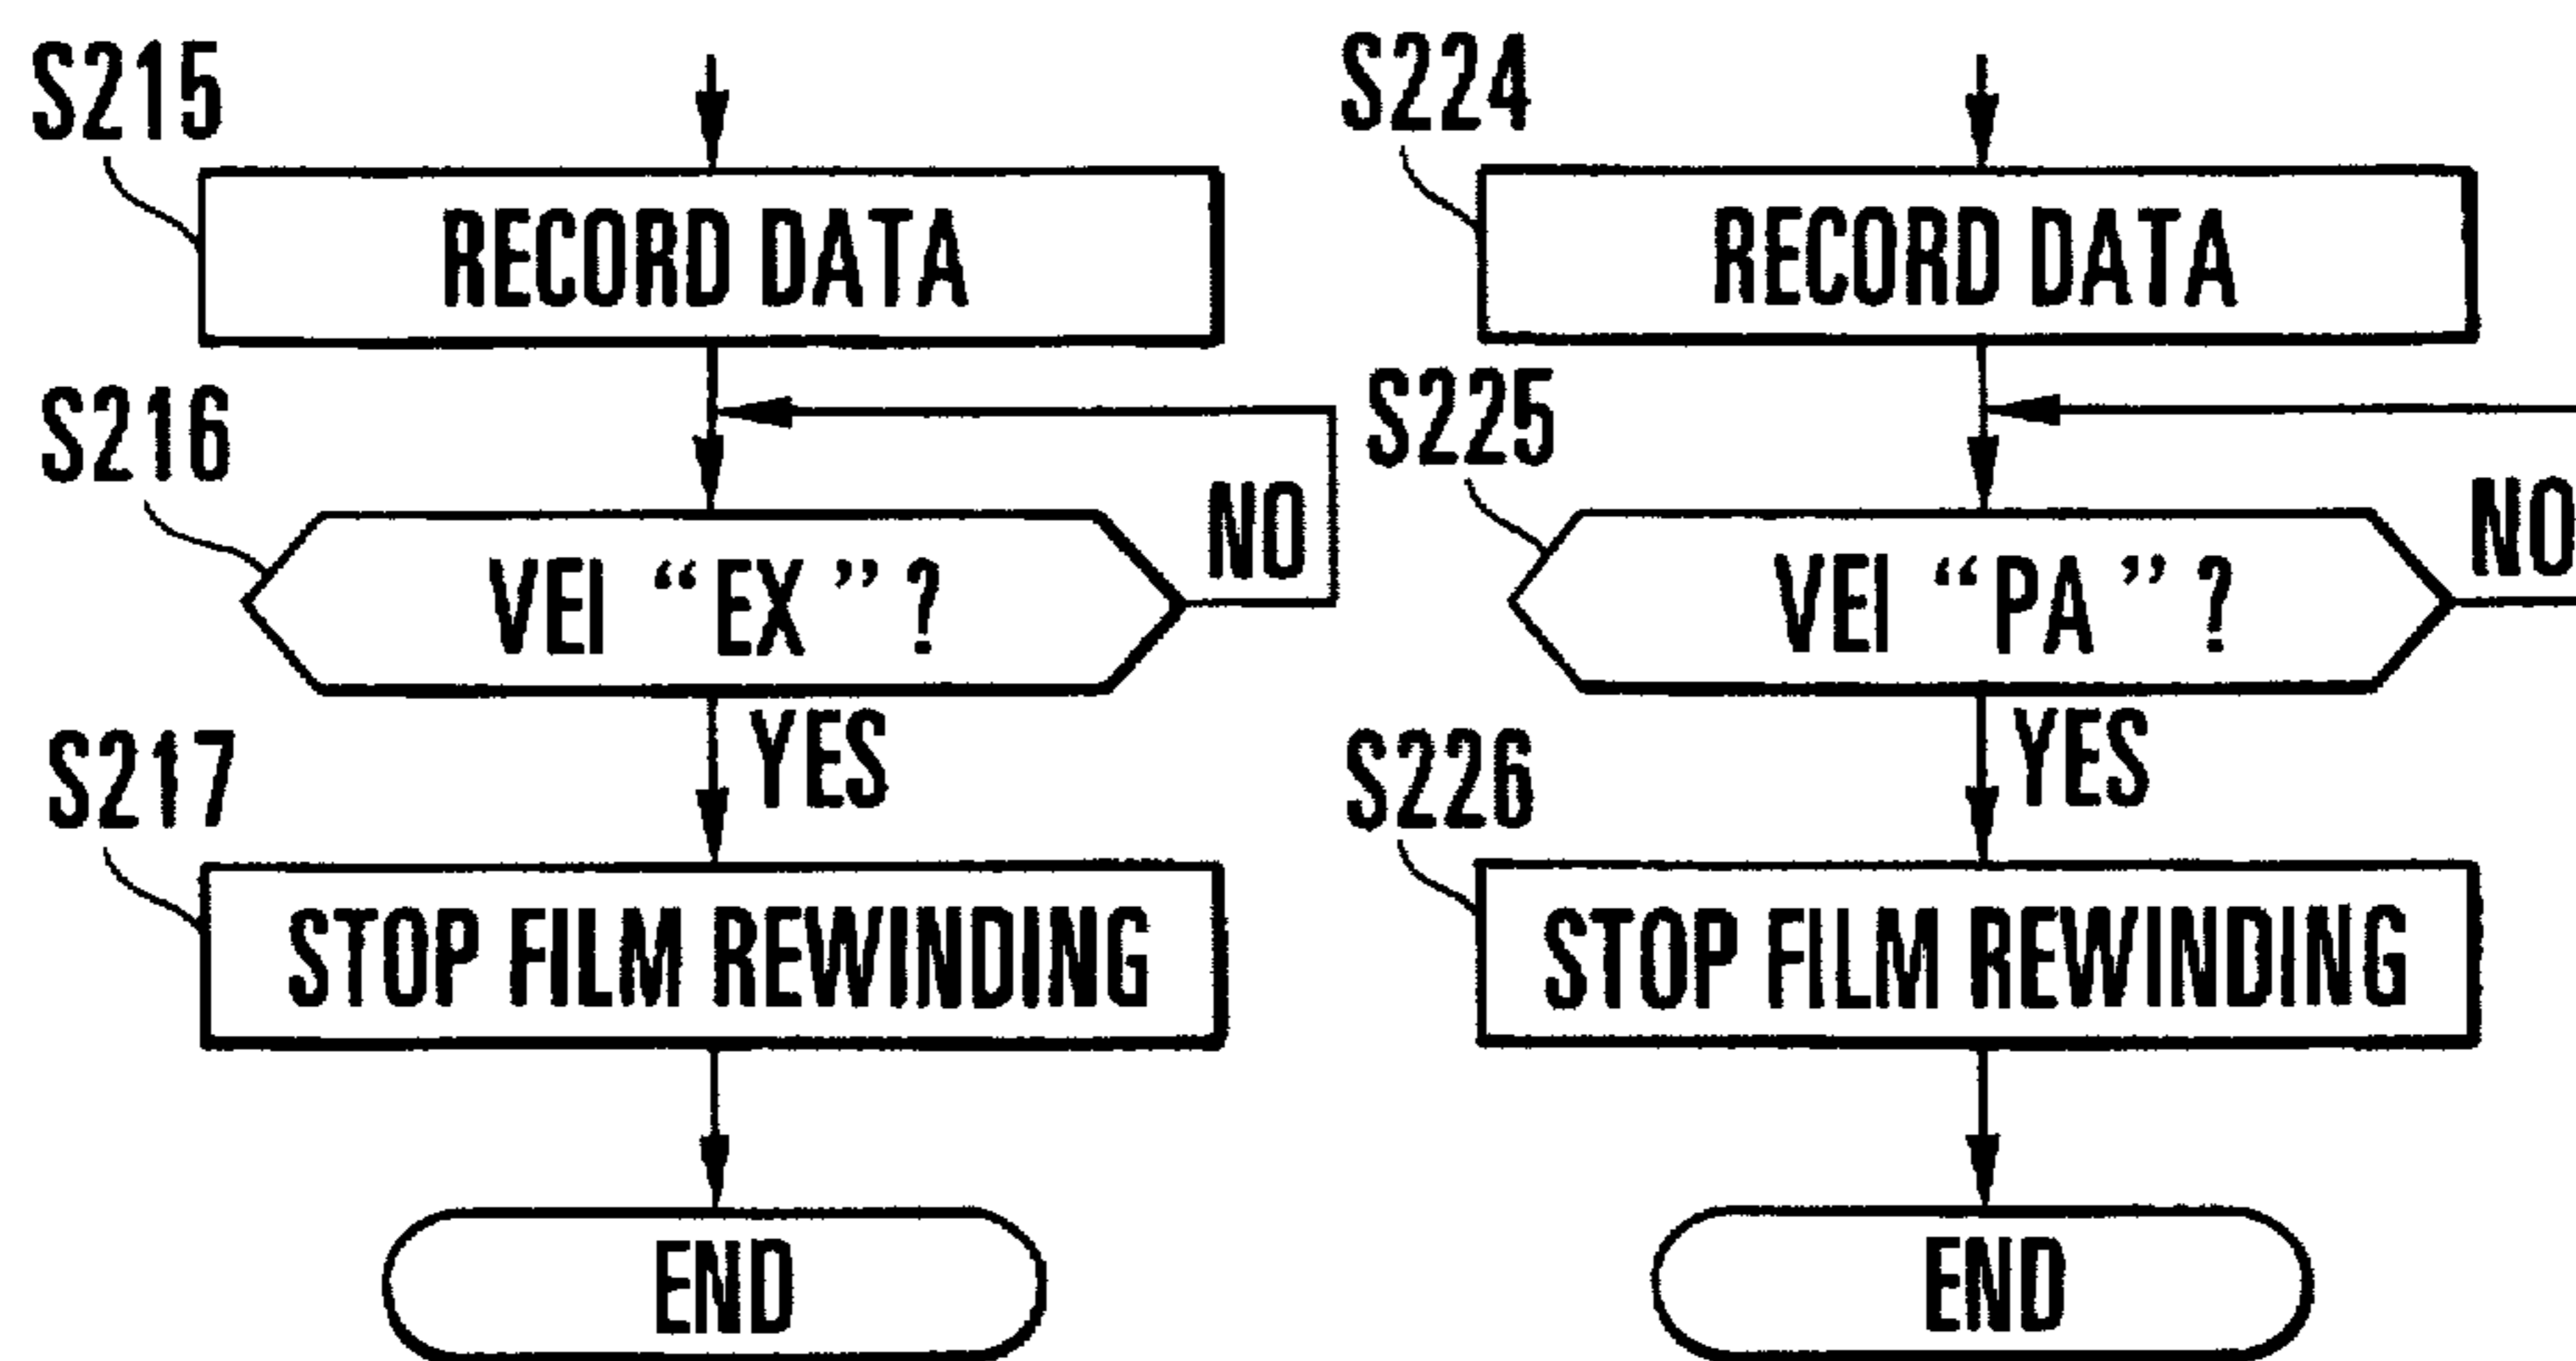 S215
RECORD DATA
S216
VEI “EX”?
NO
YES
S217
STOP FILM REWINDING
END
S224
RECORD DATA
S225
VEI “PA”?
NO
YES
S226
STOP FILM REWINDING
END